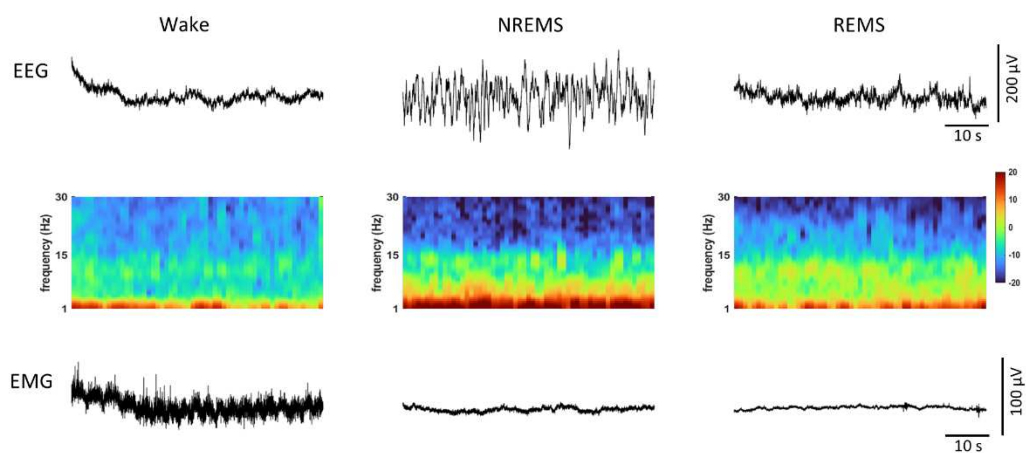 Wake NREMS REMS
EEG
200 µV
10 s
frequency (Hz)
30
15
1
frequency (Hz)
30
15
1
frequency (Hz)
30
15
1
20
10
0
-10
-20
EMG
100 µV
10 s